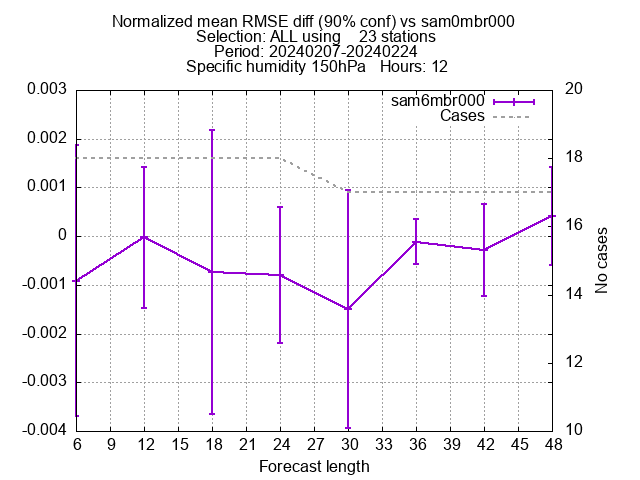 Normalized mean RMSE diff (90% conf) vs sam0mbr000
Selection: ALL using    23 stations
Period: 20240207-20240224
Specific humidity 150hPa   Hours: 12
sam6mbr000
Cases
0.003
0.002
0.001
0
-0.001
-0.002
-0.003
-0.004
20
18
16
14
12
10
No cases
6 9 12 15 18 21 24 27 30 33 36 39 42 45 48
Forecast length